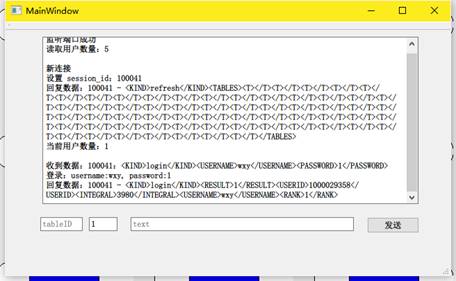 MainWindow
监听端口成功
读取用户数量：5
新连接
设置 session_id：100041
回复数据：100041 - <KIND>refresh</KIND><TABLES><T></T><T></T><T></T><T></T><T></
T><T></T><T></T><T></T><T></T><T></T><T></T><T></T><T></T><T></T><T></T><T></
T><T></T><T></T><T></T><T></T><T></T><T></T><T></T><T></T><T></T><T></T><T></
T><T></T><T></T><T></T><T></T><T></T><T></T><T></T><T></T><T></T><T></T><T></
T><T></T><T></T><T></T><T></T><T></T><T></T><T></T></TABLES>
当前用户数量：1
收到数据：100041：<KIND>login</KIND><USERNAME>wxy</USERNAME><PASSWORD>1</PASSWORD>
登录：username:wxy, password:1
回复数据：100041 - <KIND>login</KIND><RESULT>1</RESULT><USERID>1000029358</
USERID><INTEGRAL>3980</INTEGRAL><USERNAME>wxy</USERNAME><RANK>1</RANK>
tableID 1 text 发送